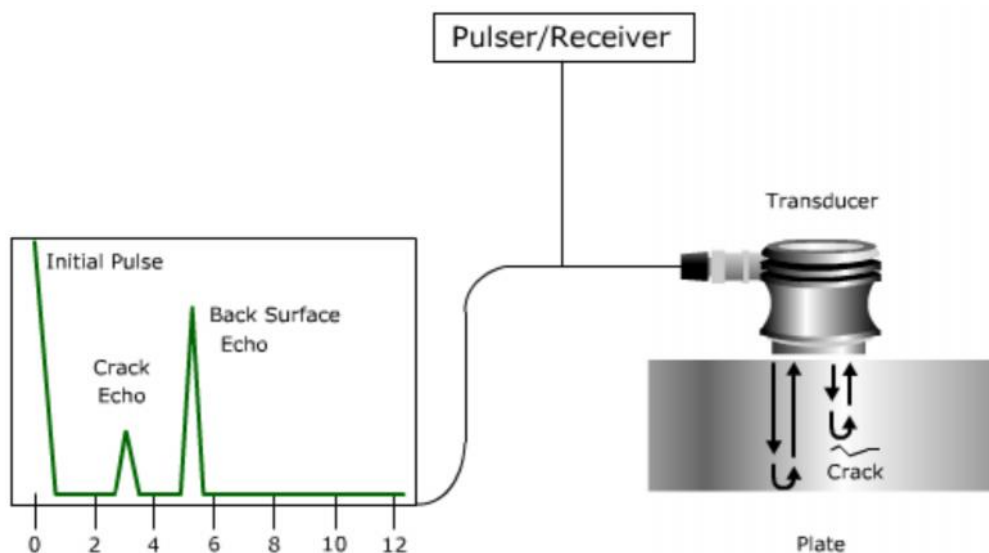 Pulser/Receiver
Transducer
Initial Pulse
Back Surface
Echo
Crack
Echo
Crack
0 2 4 6 8 10 12
Plate